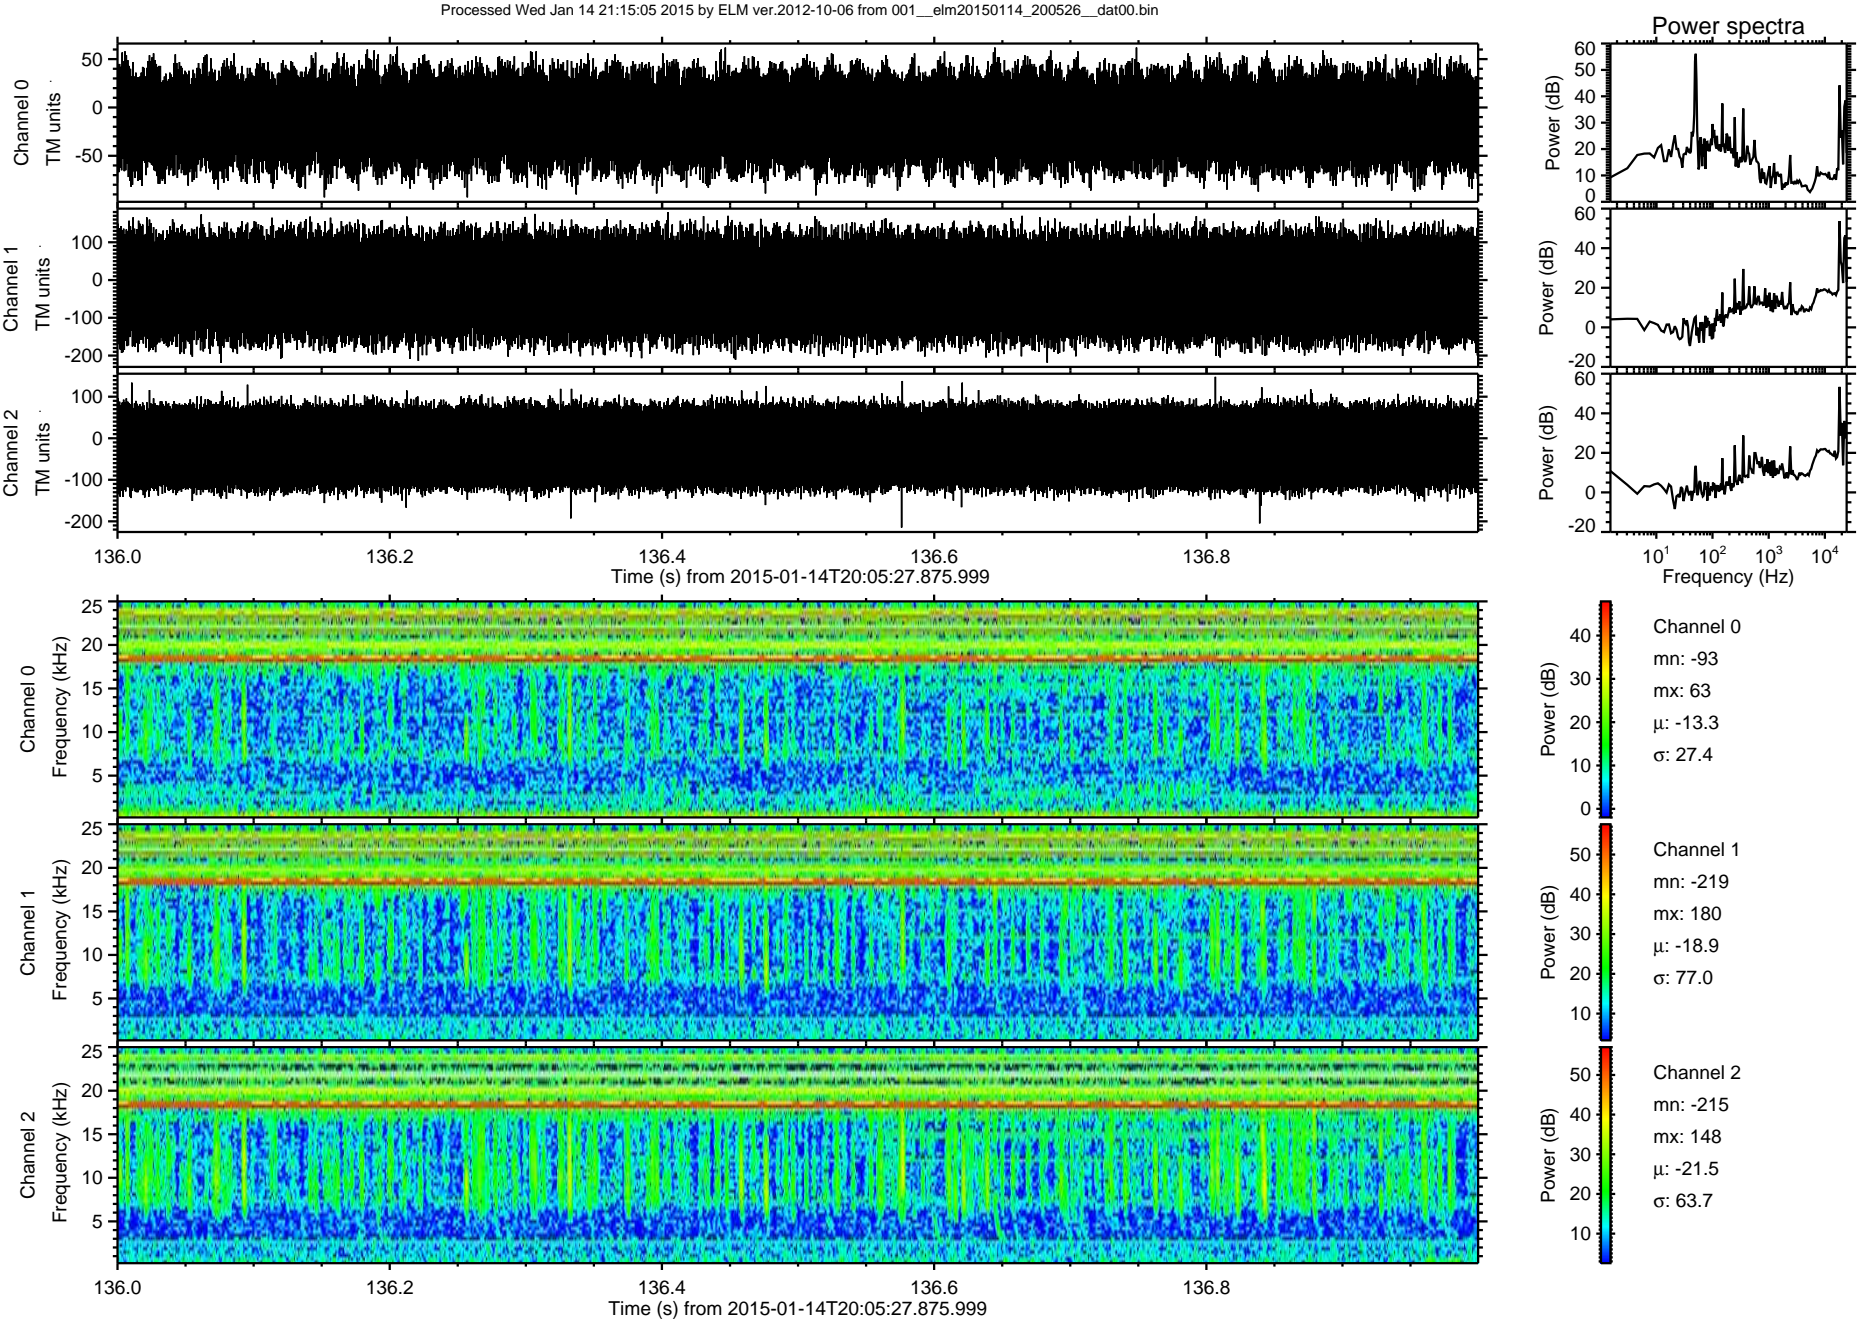 Processed Wed Jan 14 21:15:05 2015 by ELM ver.2012-10-06 from 001__elm20150114_200526__dat00.bin
Power spectra
Channel 0
TM units
50
0
-50
Power (dB)
60
50
40
30
20
10
0
Channel 1
TM units
100
0
-100
-200
Power (dB)
60
40
20
0
-20
Channel 2
TM units
100
0
-100
-200
Power (dB)
60
40
20
0
-20
136.0 136.2 136.4 136.6 136.8
Time (s) from 2015-01-14T20:05:27.875.999
10^1 10^2 10^3 10^4
Frequency (Hz)
Channel 0
Frequency (kHz)
25
20
15
10
5
Power (dB)
40
30
20
10
0
Channel 0
mn: -93
mx: 63
μ: -13.3
σ: 27.4
Channel 1
Frequency (kHz)
25
20
15
10
5
Power (dB)
50
40
30
20
10
Channel 1
mn: -219
mx: 180
μ: -18.9
σ: 77.0
Channel 2
Frequency (kHz)
25
20
15
10
5
Power (dB)
50
40
30
20
10
Channel 2
mn: -215
mx: 148
μ: -21.5
σ: 63.7
136.0 136.2 136.4 136.6 136.8
Time (s) from 2015-01-14T20:05:27.875.999